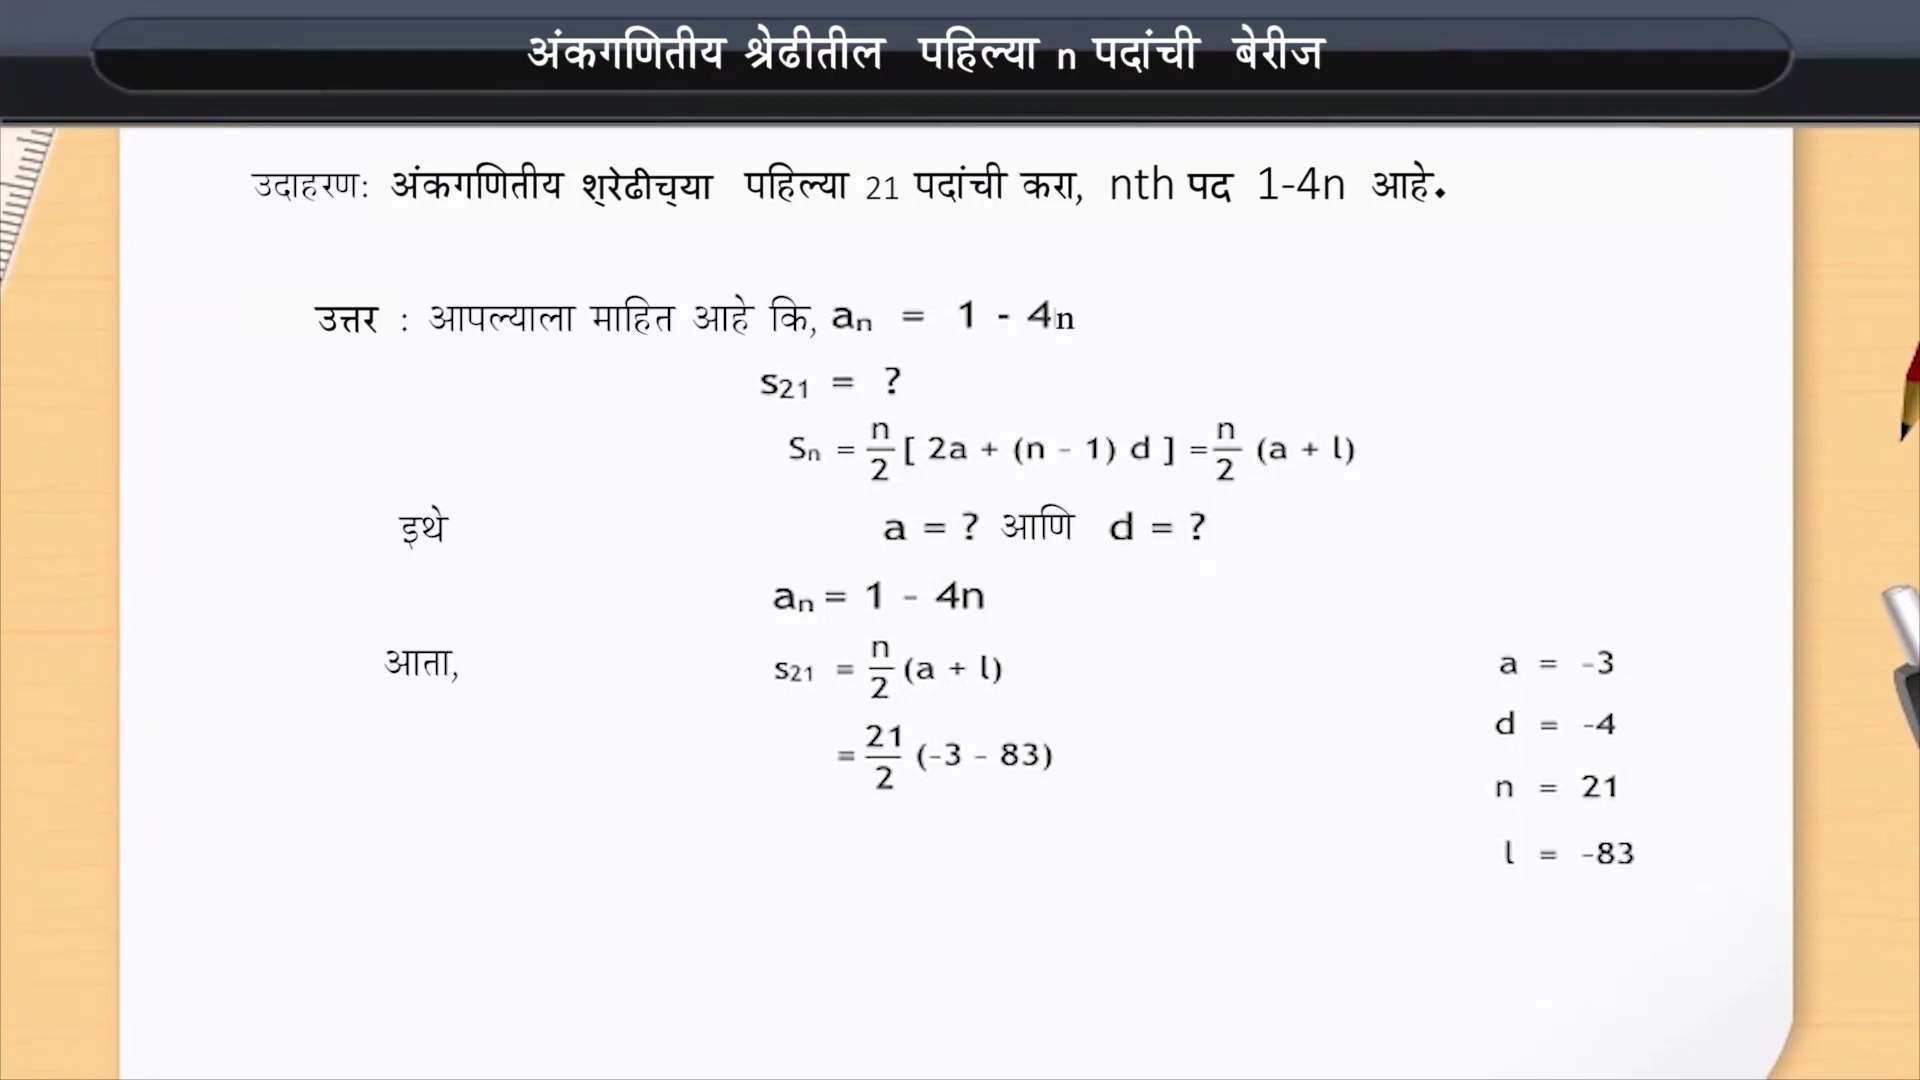 अंकगणितीय श्रेढीतील पहिल्या n पदांची बेरीज
उदाहरण: अंकगणितीय श्‌रेढीच्‌या पहिल्या 21 पदांची करा, nth पद 1-4n आहे.
उत्तर : आपल्याला माहित आहे कि, aₙ = 1 - 4n
s₂₁ = ?
Sₙ = n/2 [ 2a + (n - 1) d ] = n/2 (a + l)
इथे a = ? आणि d = ?
aₙ = 1 - 4n
आता, s₂₁ = n/2 (a + l)
= 21/2 (-3 - 83)
a = -3
d = -4
n = 21
l = -83